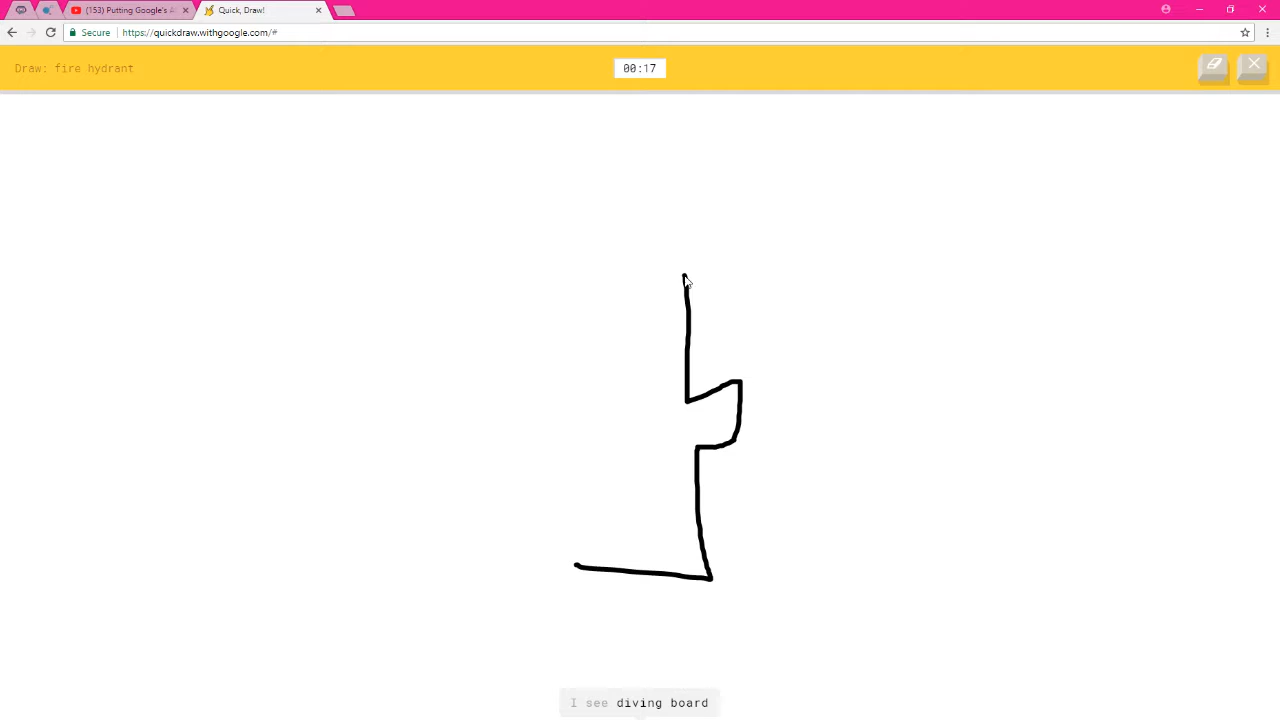 (153) Putting Google's A
Quick, Draw!
Secure
https://quickdraw.withgoogle.com/#
Draw: fire hydrant
00:17
I see diving board